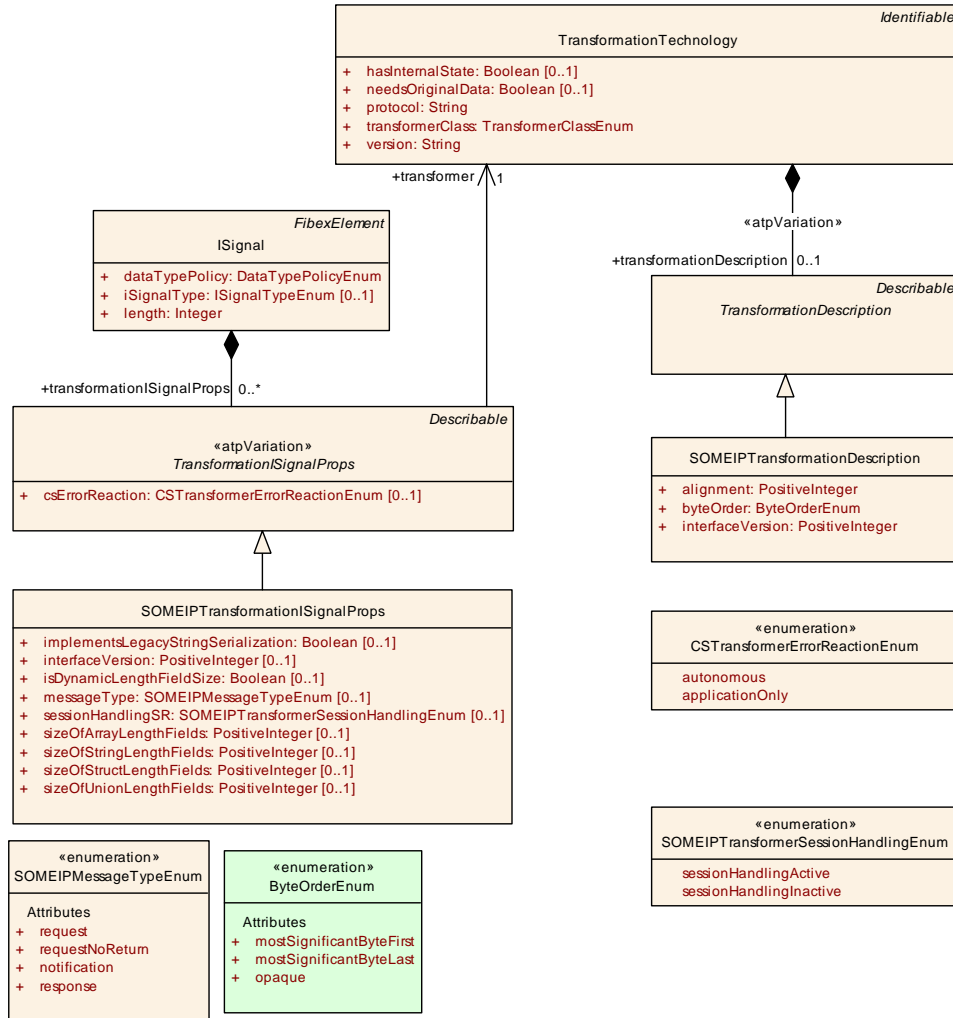 Identifiable
TransformationTechnology
+ hasInternalState: Boolean [0..1]
+ needsOriginalData: Boolean [0..1]
+ protocol: String
+ transformerClass: TransformerClassEnum
+ version: String
+transformer 1
«atpVariation»
+transformationDescription 0..1
FibexElement
ISignal
+ dataTypePolicy: DataTypePolicyEnum
+ iSignalType: ISignalTypeEnum [0..1]
+ length: Integer
+transformationISignalProps 0..*
Describable
TransformationDescription
Describable
«atpVariation»
TransformationISignalProps
+ csErrorReaction: CSTransformerErrorReactionEnum [0..1]
SOMEIPTransformationDescription
+ alignment: PositiveInteger
+ byteOrder: ByteOrderEnum
+ interfaceVersion: PositiveInteger
SOMEIPTransformationISignalProps
+ implementsLegacyStringSerialization: Boolean [0..1]
+ interfaceVersion: PositiveInteger [0..1]
+ isDynamicLengthFieldSize: Boolean [0..1]
+ messageType: SOMEIPMessageTypeEnum [0..1]
+ sessionHandlingSR: SOMEIPTransformerSessionHandlingEnum [0..1]
+ sizeOfArrayLengthFields: PositiveInteger [0..1]
+ sizeOfStringLengthFields: PositiveInteger [0..1]
+ sizeOfStructLengthFields: PositiveInteger [0..1]
+ sizeOfUnionLengthFields: PositiveInteger [0..1]
«enumeration»
CSTransformerErrorReactionEnum
autonomous
applicationOnly
«enumeration»
SOMEIPTransformerSessionHandlingEnum
sessionHandlingActive
sessionHandlingInactive
«enumeration»
SOMEIPMessageTypeEnum
Attributes
+ request
+ requestNoReturn
+ notification
+ response
«enumeration»
ByteOrderEnum
Attributes
+ mostSignificantByteFirst
+ mostSignificantByteLast
+ opaque